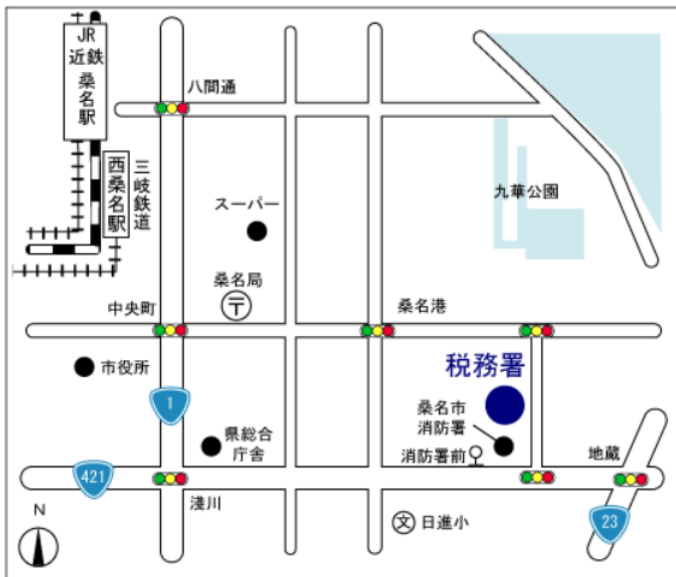 JR
近鉄
桑名駅
西桑名駅
三岐鉄道
八間通
スーパー
九華公園
桑名局
〒
中央町
桑名港
市役所
税務署
1
桑名市
消防署
県総合
庁舎
消防署前
地蔵
421
淺川
文
日進小
23
N